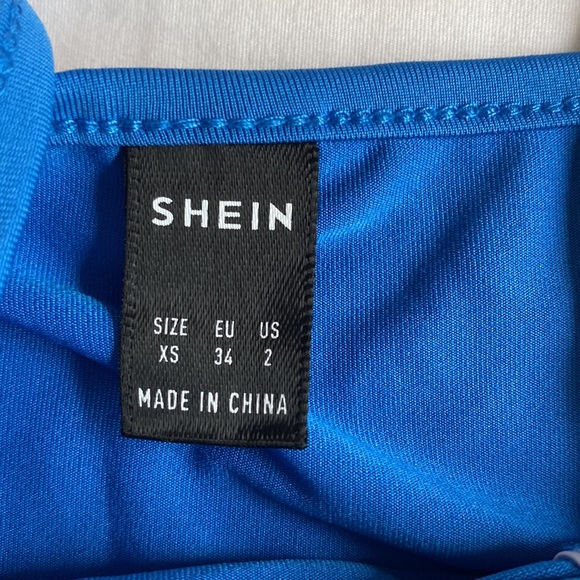 SHEIN
SIZE EU US
XS 34 2
MADE IN CHINA